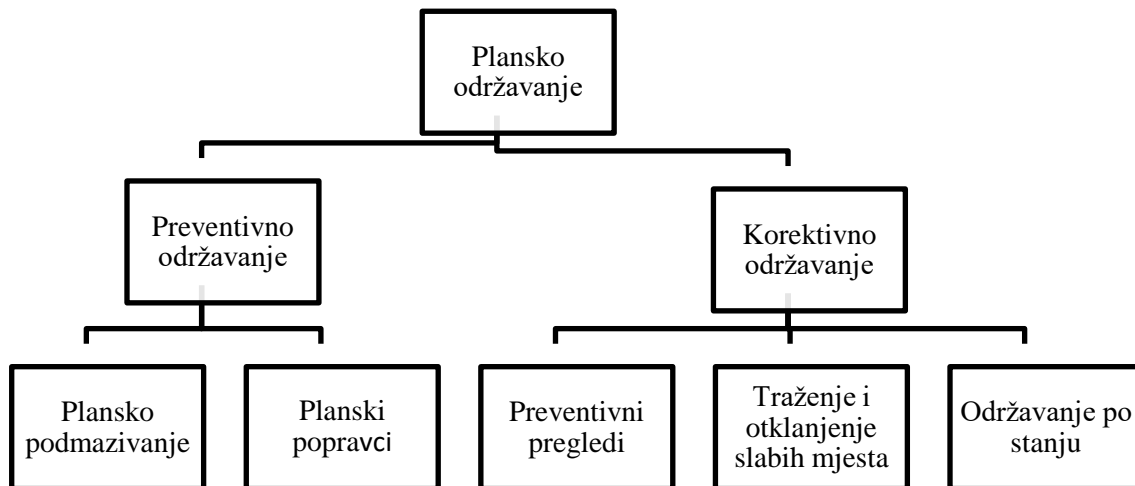 Plansko
održavanje
Preventivno
održavanje
Korektivno
održavanje
Plansko
podmazivanje
Planski
popravci
Preventivni
pregledi
Traženje i
otklanjenje
slabih mjesta
Održavanje po
stanju